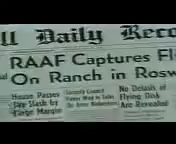 ll Daily Reco
RAAF Captures Fl
On Ranch in Rosw
House Passes
Tax Slash by
Large Margin
No Details of
Flying Disk
Are Revealed